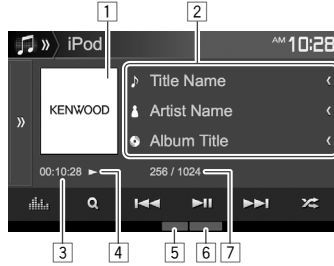 1 2
» iPod AM 10:28
Title Name
KENWOOD
Artist Name
»
Album Title
00:10:28 256 / 1024
3 4 5 6 7